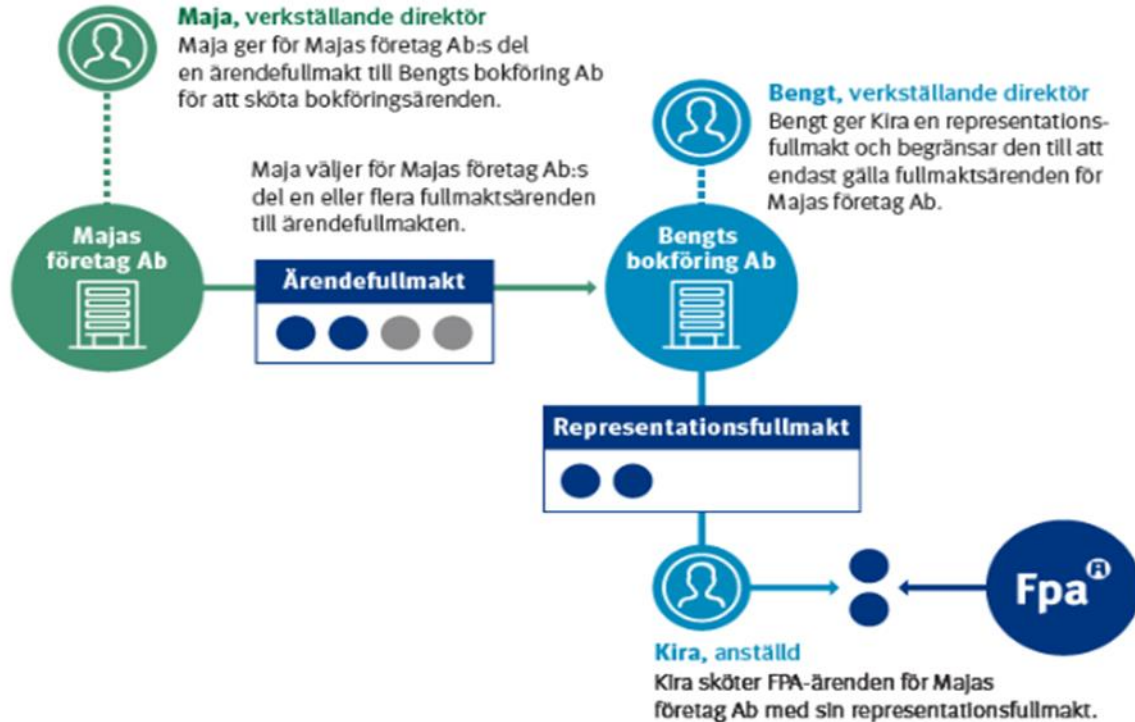 Maja, verkställande direktör
Maja ger för Majas företag Ab:s del
en ärendefullmakt till Bengts bokföring Ab
för att sköta bokföringsärenden.
Bengt, verkställande direktör
Bengt ger Kira en representations-
fullmakt och begränsar den till att
endast gälla fullmaktsärenden för
Majas företag Ab.
Maja väljer för Majas företag Ab:s
del en eller flera fullmaktsärenden
till ärendefullmakten.
Majas
företag Ab
Ärendefullmakt
Bengts
bokföring Ab
Representationsfullmakt
Fpa
Kira, anställd
Kira sköter FPA-ärenden för Majas
företag Ab med sin representationsfullmakt.